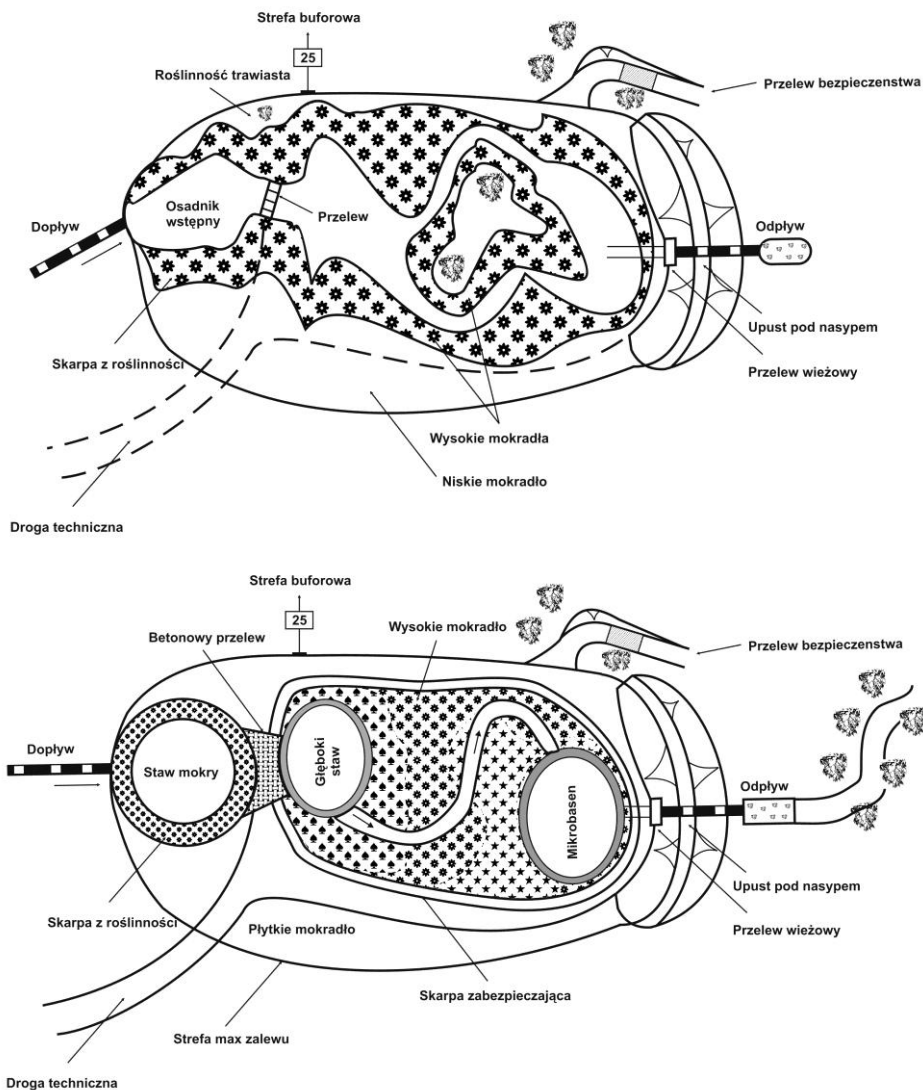 Strefa buforowa
25
Roślinność trawiasta
Przelew bezpieczenstwa
Osadnik
wstępny
Przelew
Dopływ
Odpływ
Skarpa z roślinności
Upust pod nasypem
Przelew wieżowy
Wysokie mokradła
Niskie mokradło
Droga techniczna
Strefa buforowa
25
Betonowy przelew
Wysokie mokradło
Przelew bezpieczenstwa
Dopływ
Staw mokry
Głęboki
staw
Mikrobasen
Odpływ
Upust pod nasypem
Skarpa z roślinności
Płytkie mokradło
Przelew wieżowy
Skarpa zabezpieczająca
Strefa max zalewu
Droga techniczna